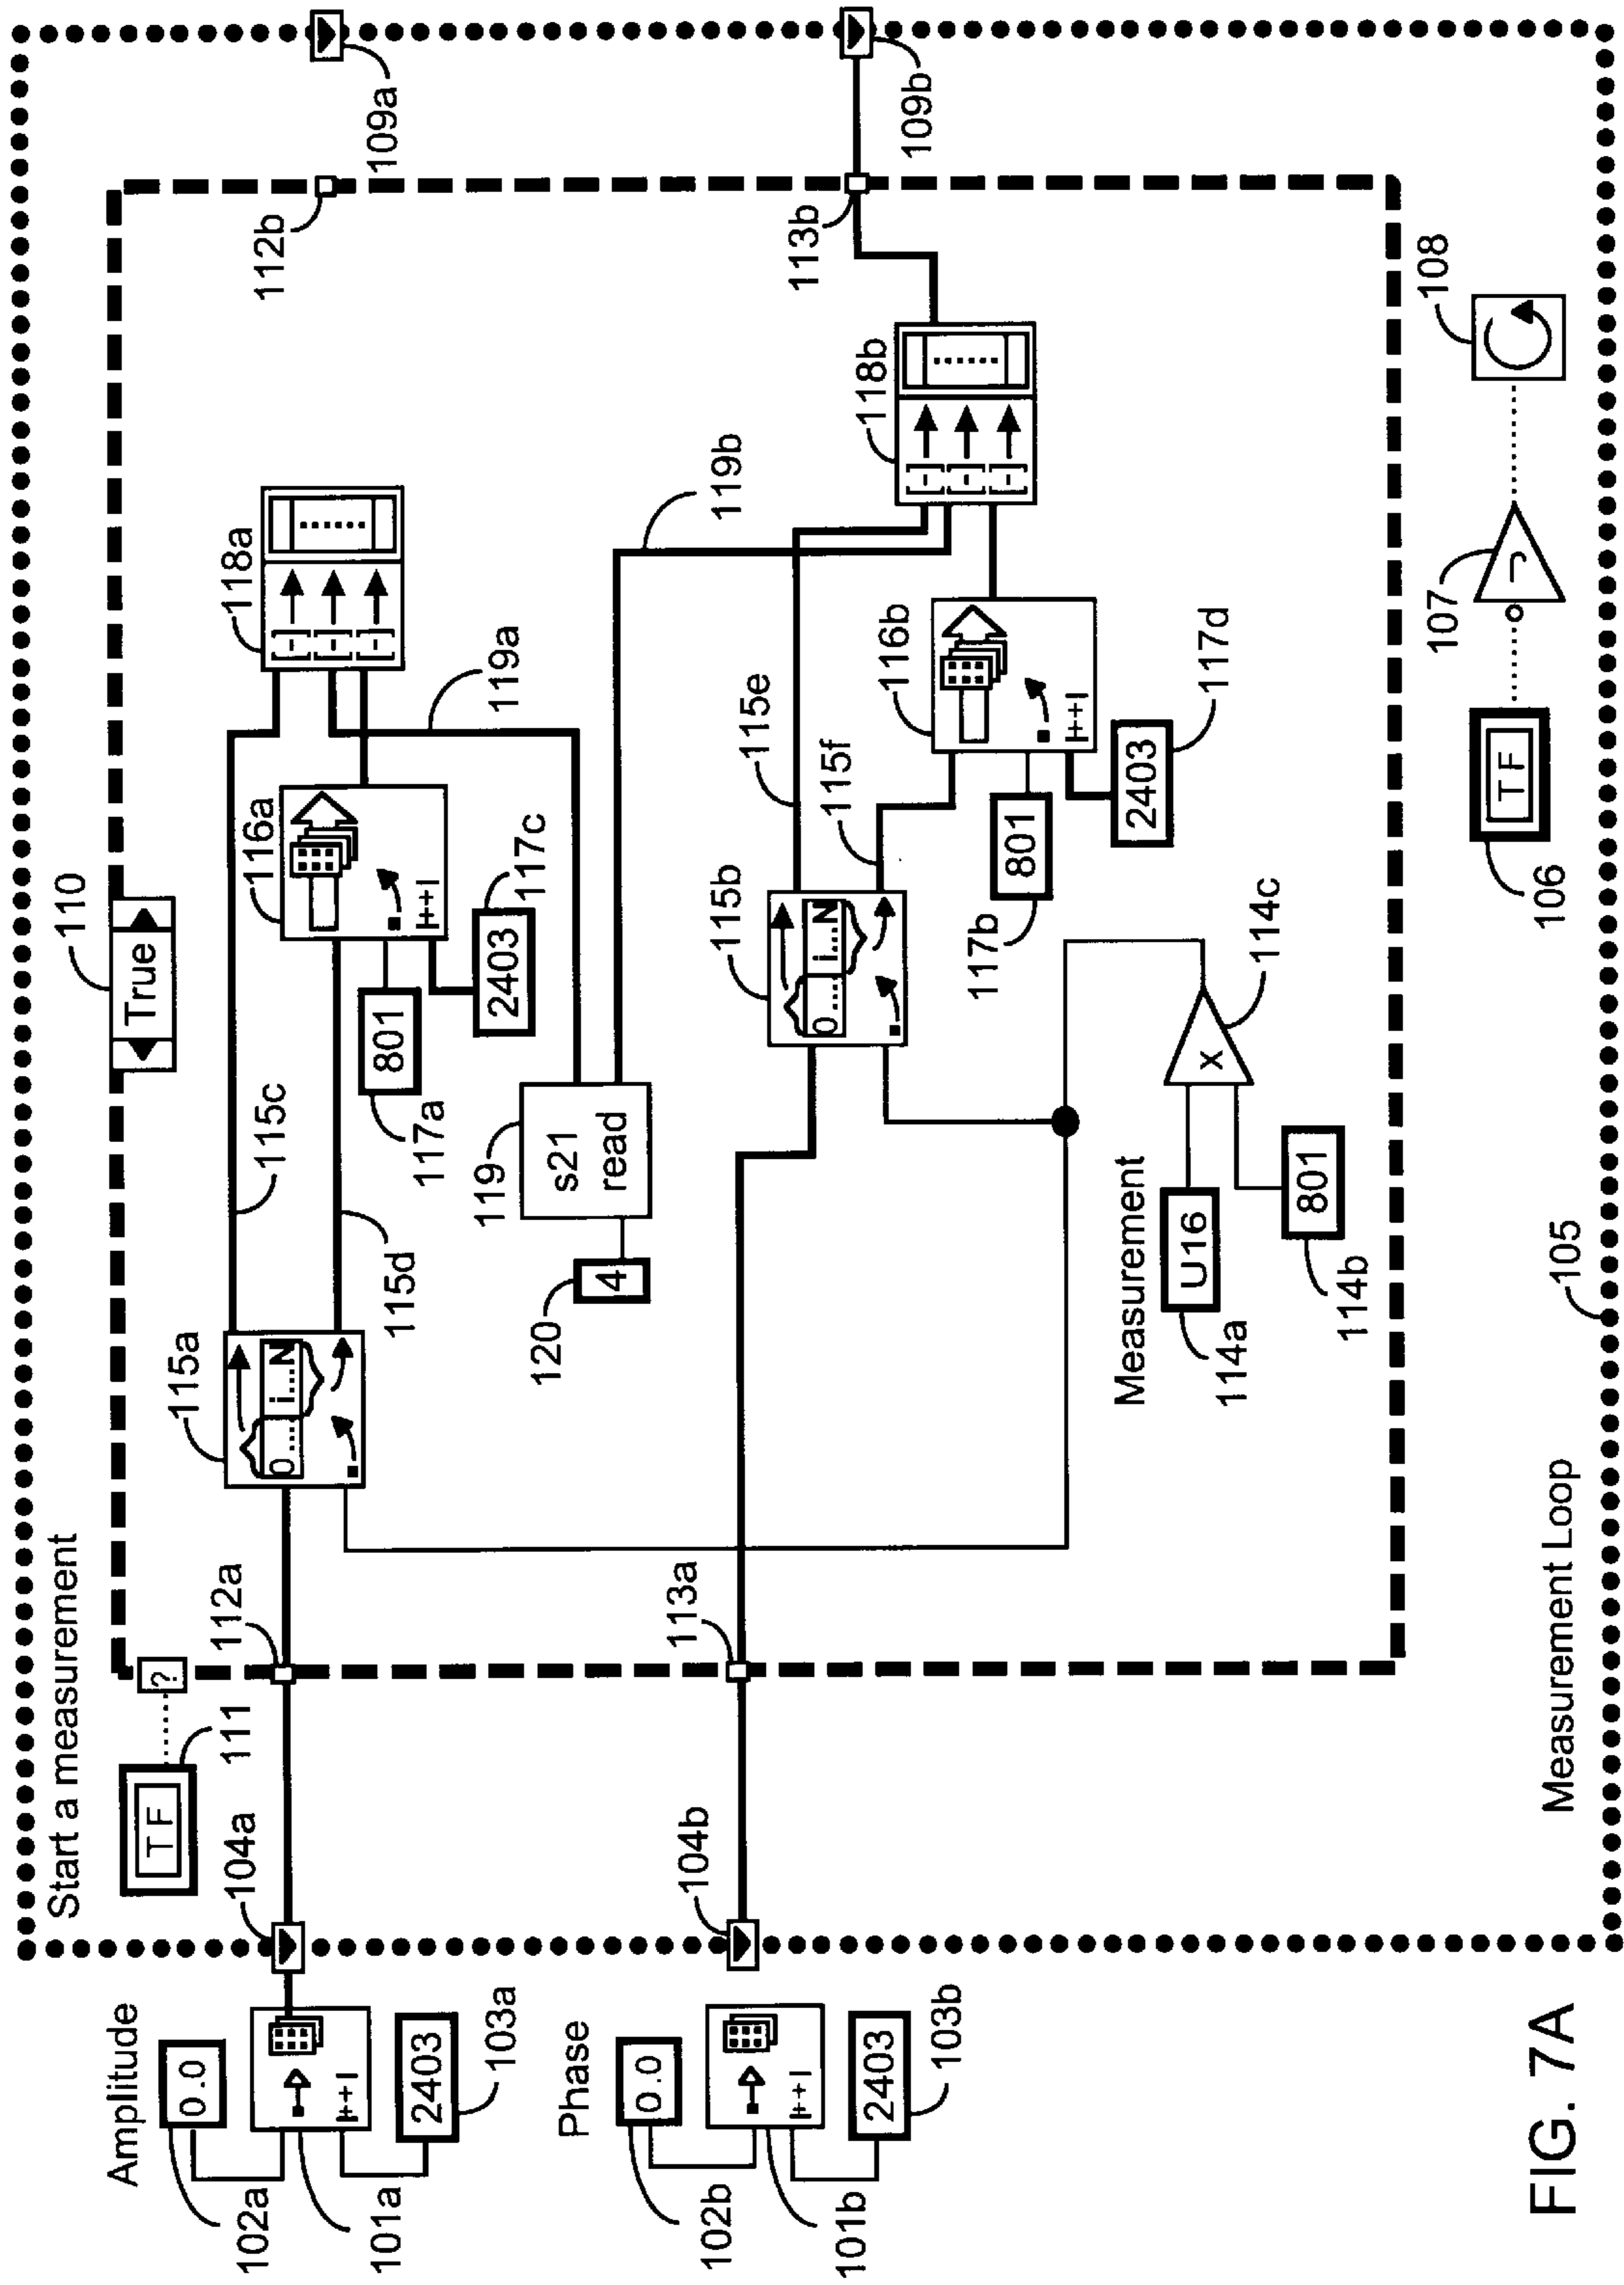 Start a measurement
110
True
109a
112b
111
T F
?
104a
112a
115a
0....
i...N
115c
115d
116a
117a
801
117c
2403
118a
119a
Amplitude
102a
0.0
101a
103a
2403
119
s21
read
120
4
119b
Phase
102b
0.0
101b
103b
2403
104b
113a
115b
0....
i...N
115e
115f
116b
117b
801
117d
2403
118b
113b
109b
Measurement
114a
U16
114b
801
114c
x
106
T F
107
108
Measurement Loop
105
FIG. 7A